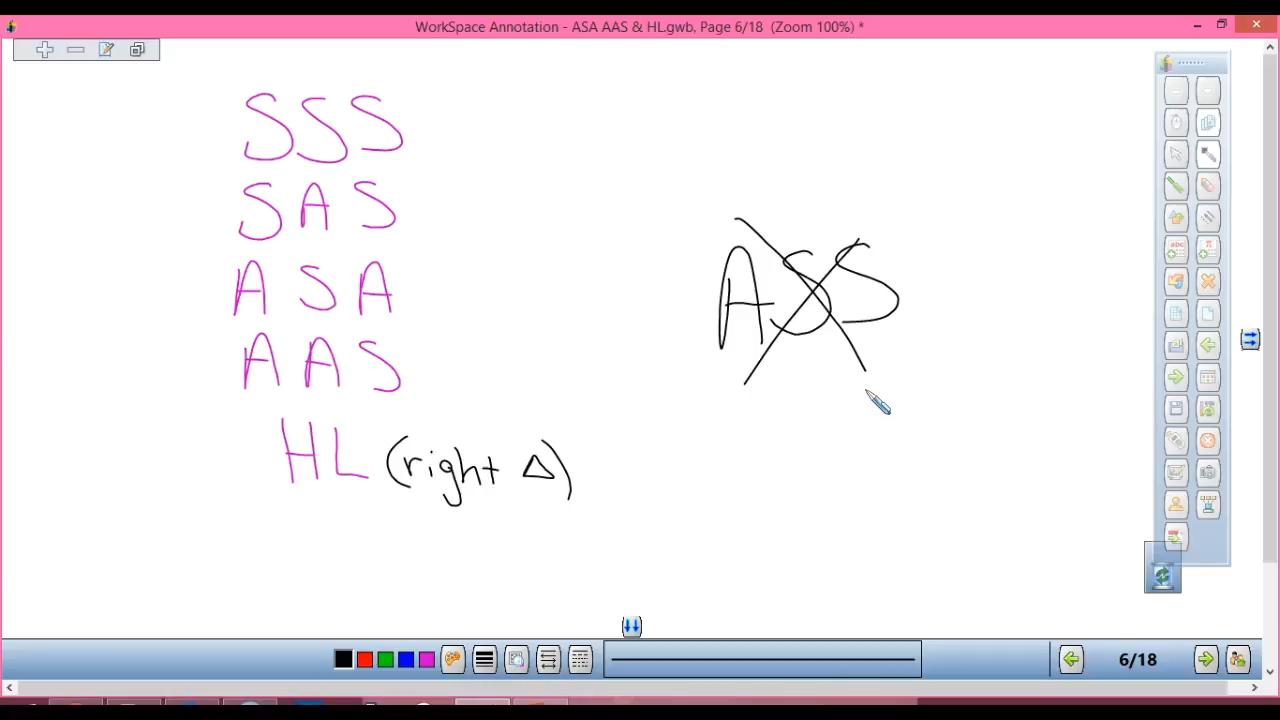 WorkSpace Annotation - ASA AAS & HL.gwb, Page 6/18 (Zoom 100%) *
SSS
SAS
ASA
AAS
HL (right Δ)
ASS
6/18